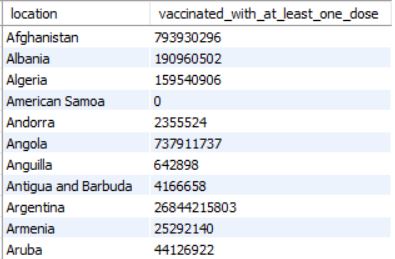 location vaccinated_with_at_least_one_dose
Afghanistan 793930296
Albania 190960502
Algeria 159540906
American Samoa 0
Andorra 2355524
Angola 737911737
Anguilla 642898
Antigua and Barbuda 4166658
Argentina 26844215803
Armenia 25292140
Aruba 44126922